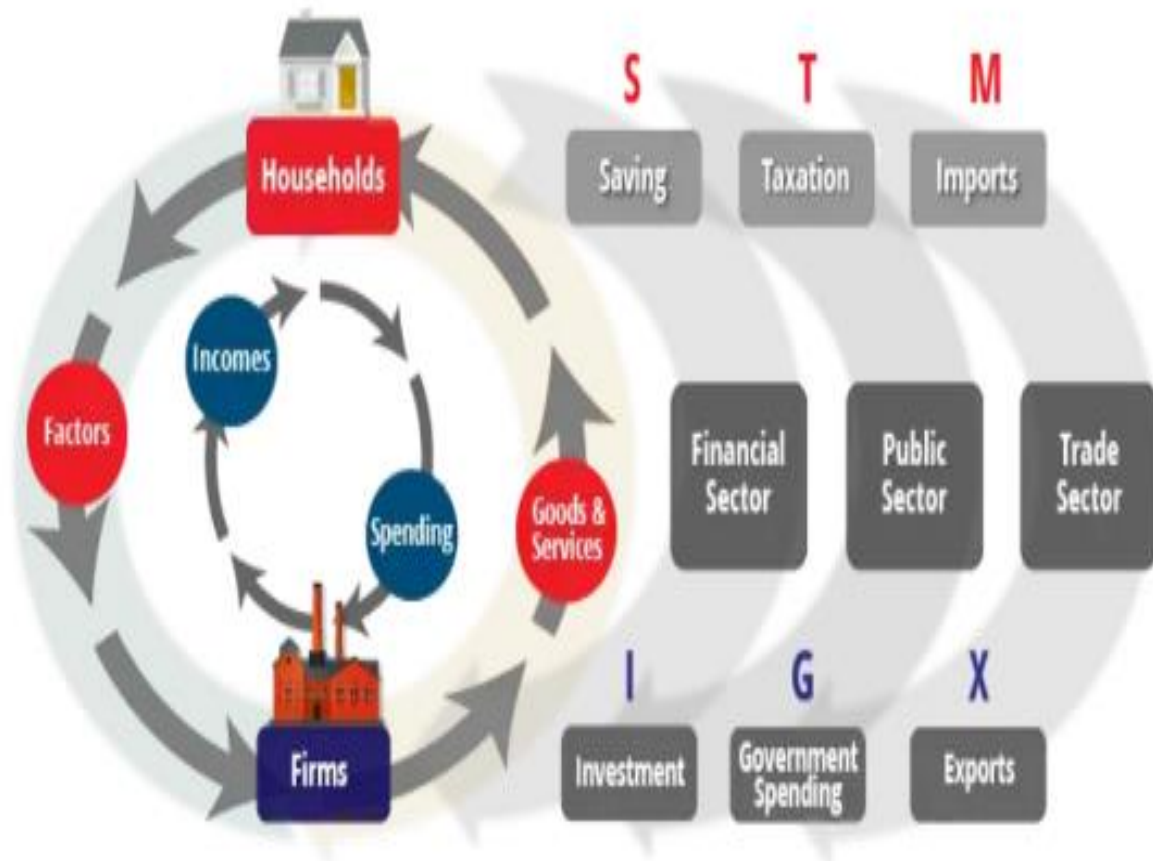 S
T
M
Households
Saving
Taxation
Imports
Incomes
Factors
Spending
Goods &
Services
Financial
Sector
Public
Sector
Trade
Sector
I
G
X
Firms
Investment
Government
Spending
Exports